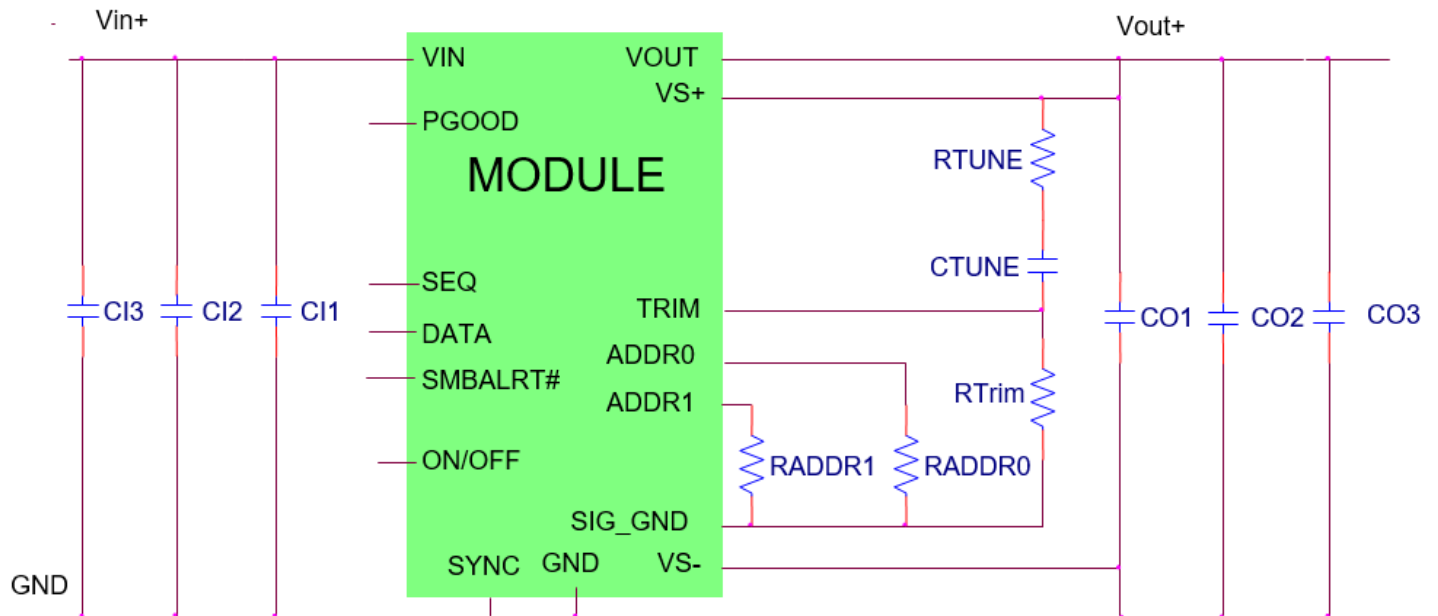 Vin+
Vout+
VIN
VOUT
VS+
PGOOD
RTUNE
MODULE
CTUNE
SEQ
TRIM
CI3
CI2
CI1
CO1
CO2
CO3
DATA
ADDR0
SMBALRT#
RTrim
ADDR1
ON/OFF
RADDR1
RADDR0
SIG_GND
SYNC
GND
VS-
GND